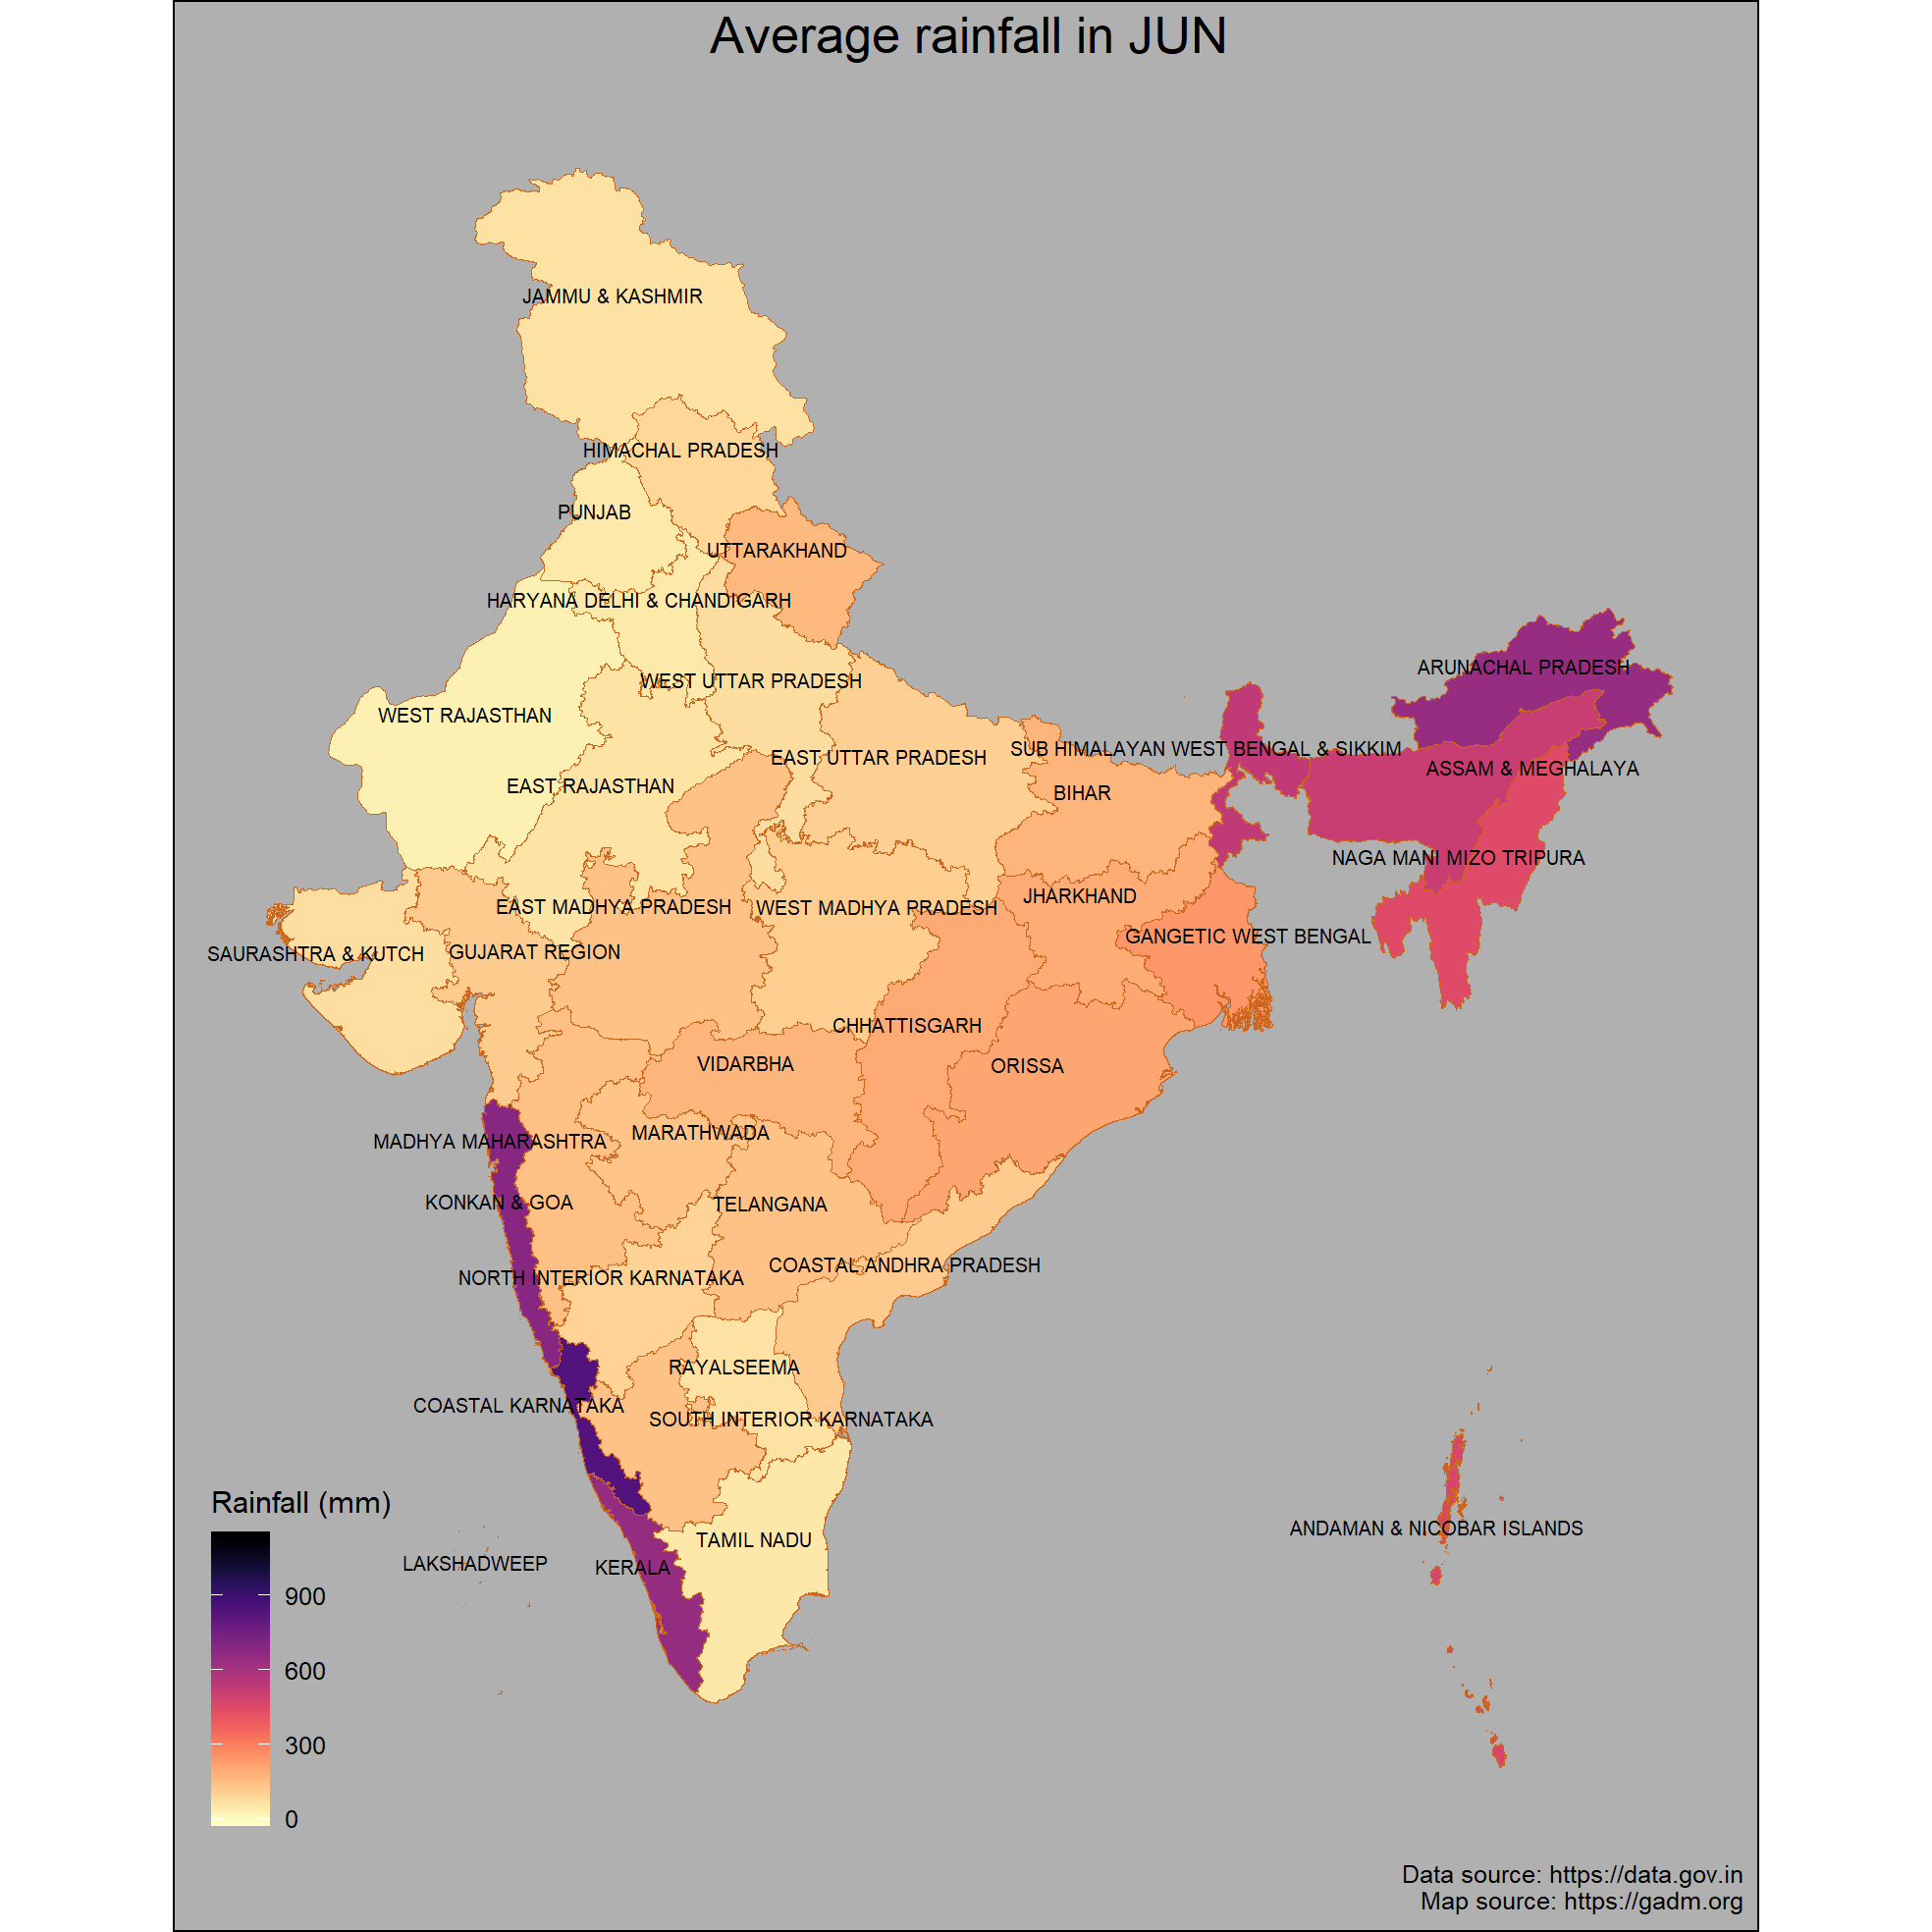 Average rainfall in JUN
JAMMU & KASHMIR
HIMACHAL PRADESH
PUNJAB
UTTARAKHAND
HARYANA DELHI & CHANDIGARH
ARUNACHAL PRADESH
WEST UTTAR PRADESH
WEST RAJASTHAN
SUB HIMALAYAN WEST BENGAL & SIKKIM
EAST UTTAR PRADESH
ASSAM & MEGHALAYA
EAST RAJASTHAN
BIHAR
NAGA MANI MIZO TRIPURA
JHARKHAND
EAST MADHYA PRADESH
WEST MADHYA PRADESH
GANGETIC WEST BENGAL
SAURASHTRA & KUTCH
GUJARAT REGION
CHHATTISGARH
VIDARBHA
ORISSA
MARATHWADA
MADHYA MAHARASHTRA
KONKAN & GOA
TELANGANA
COASTAL ANDHRA PRADESH
NORTH INTERIOR KARNATAKA
RAYALSEEMA
COASTAL KARNATAKA
SOUTH INTERIOR KARNATAKA
ANDAMAN & NICOBAR ISLANDS
TAMIL NADU
LAKSHADWEEP
KERALA
Rainfall (mm)
900
600
300
0
Data source: https://data.gov.in
Map source: https://gadm.org